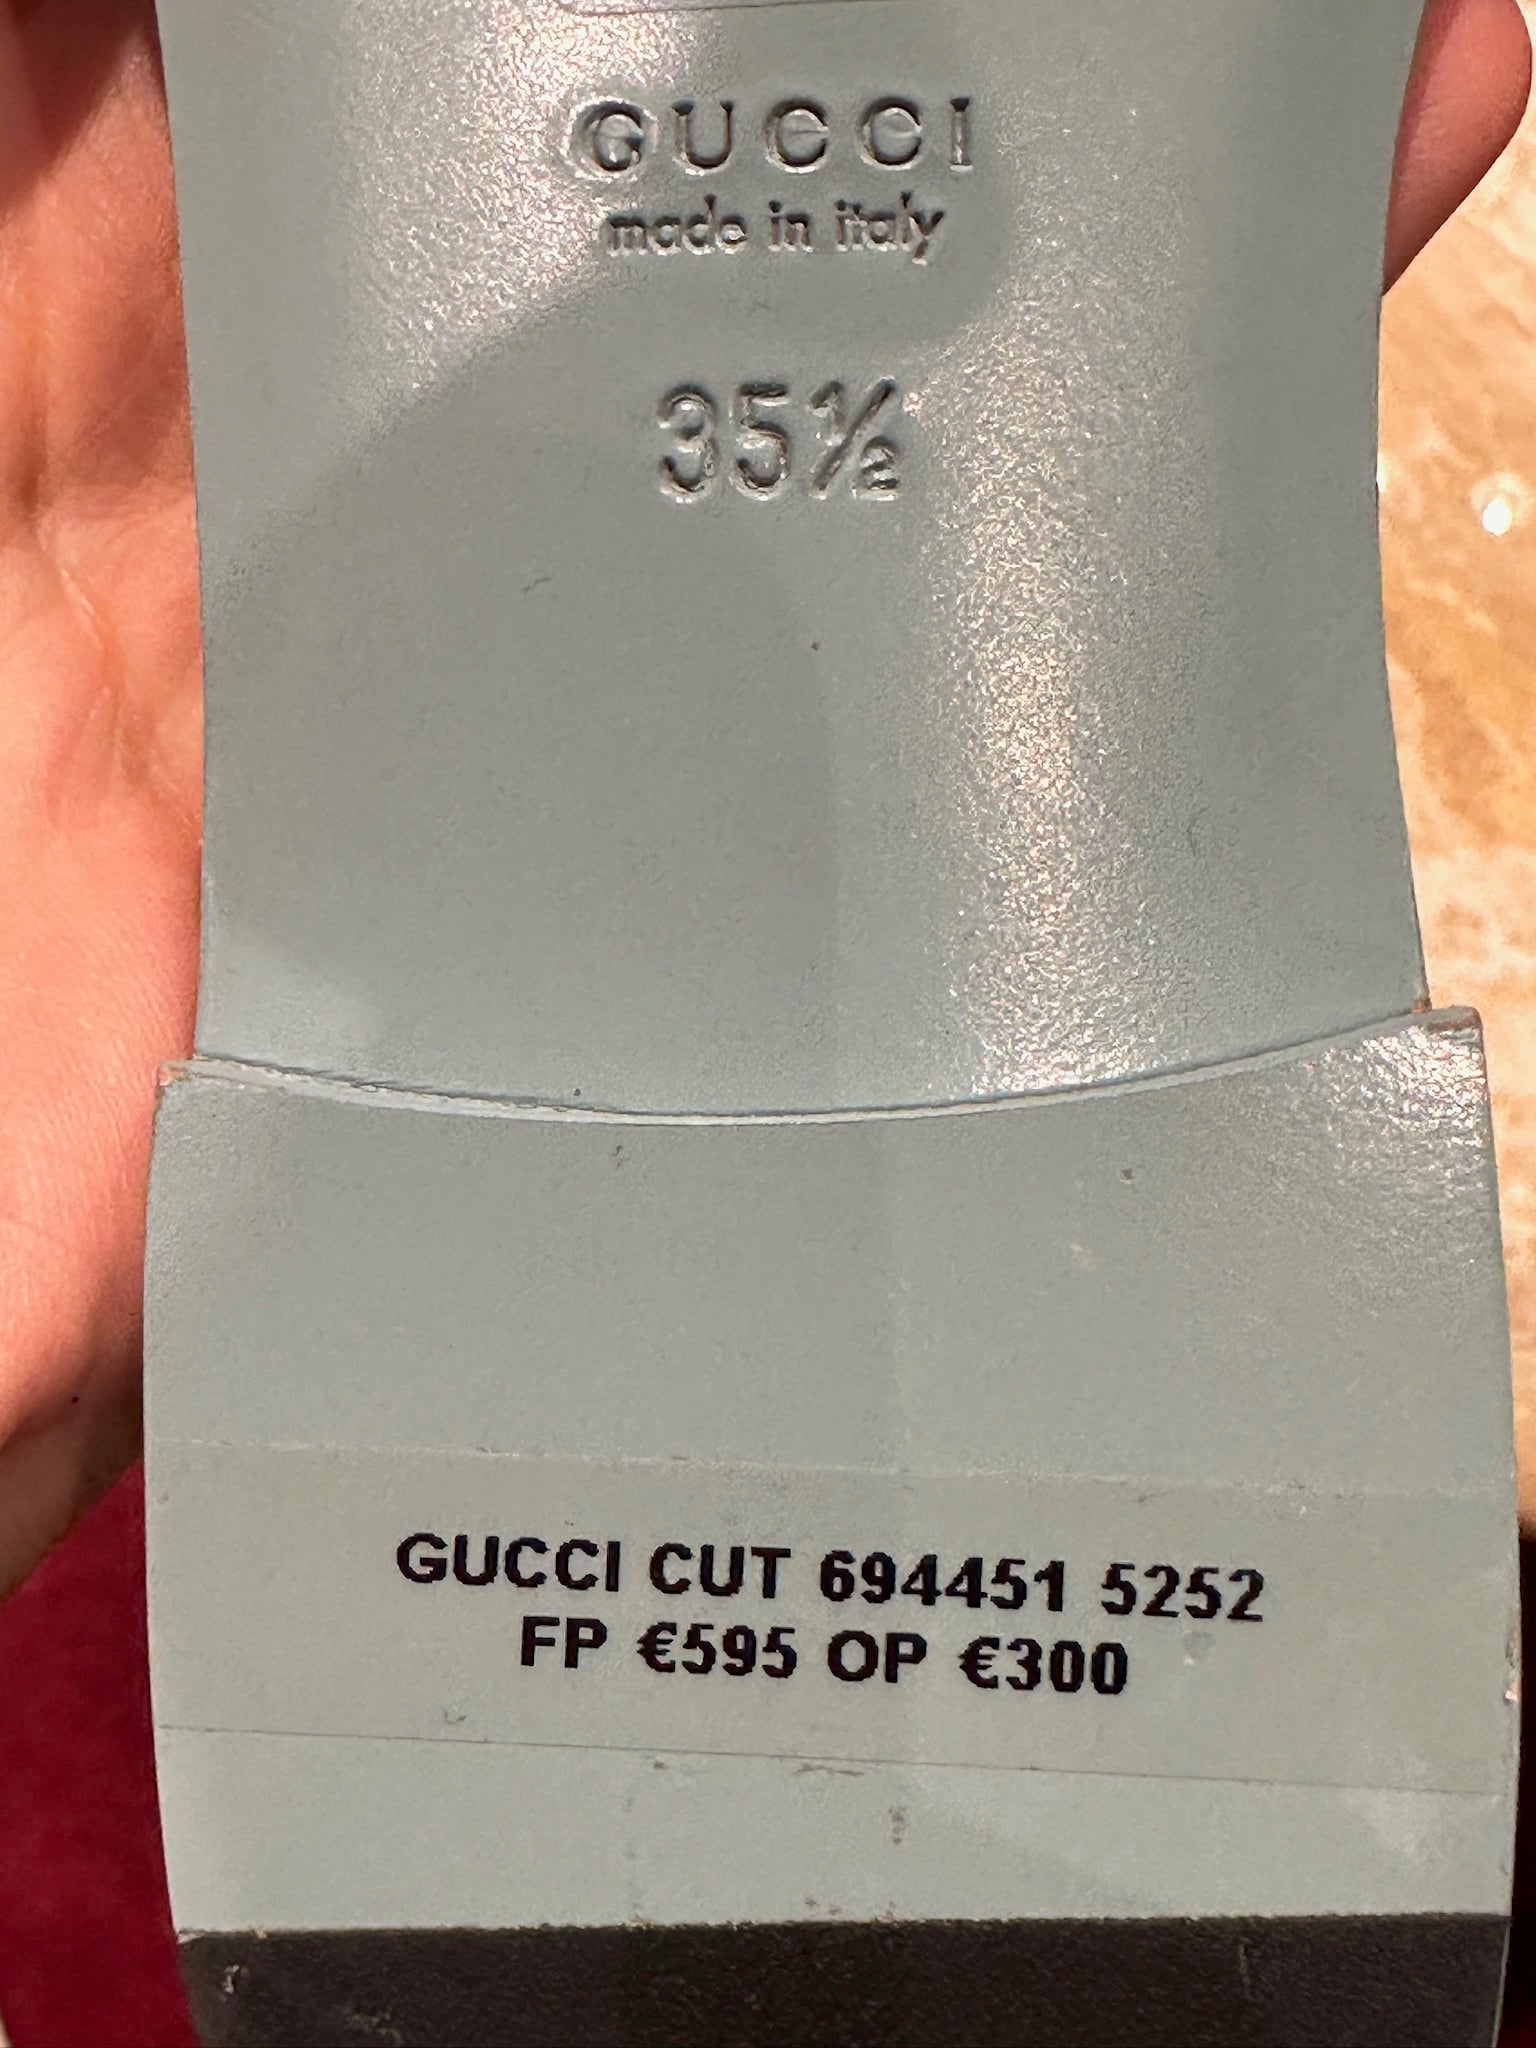 GUCCI
made in italy
35½
GUCCI CUT 694451 5252
FP €595 OP €300